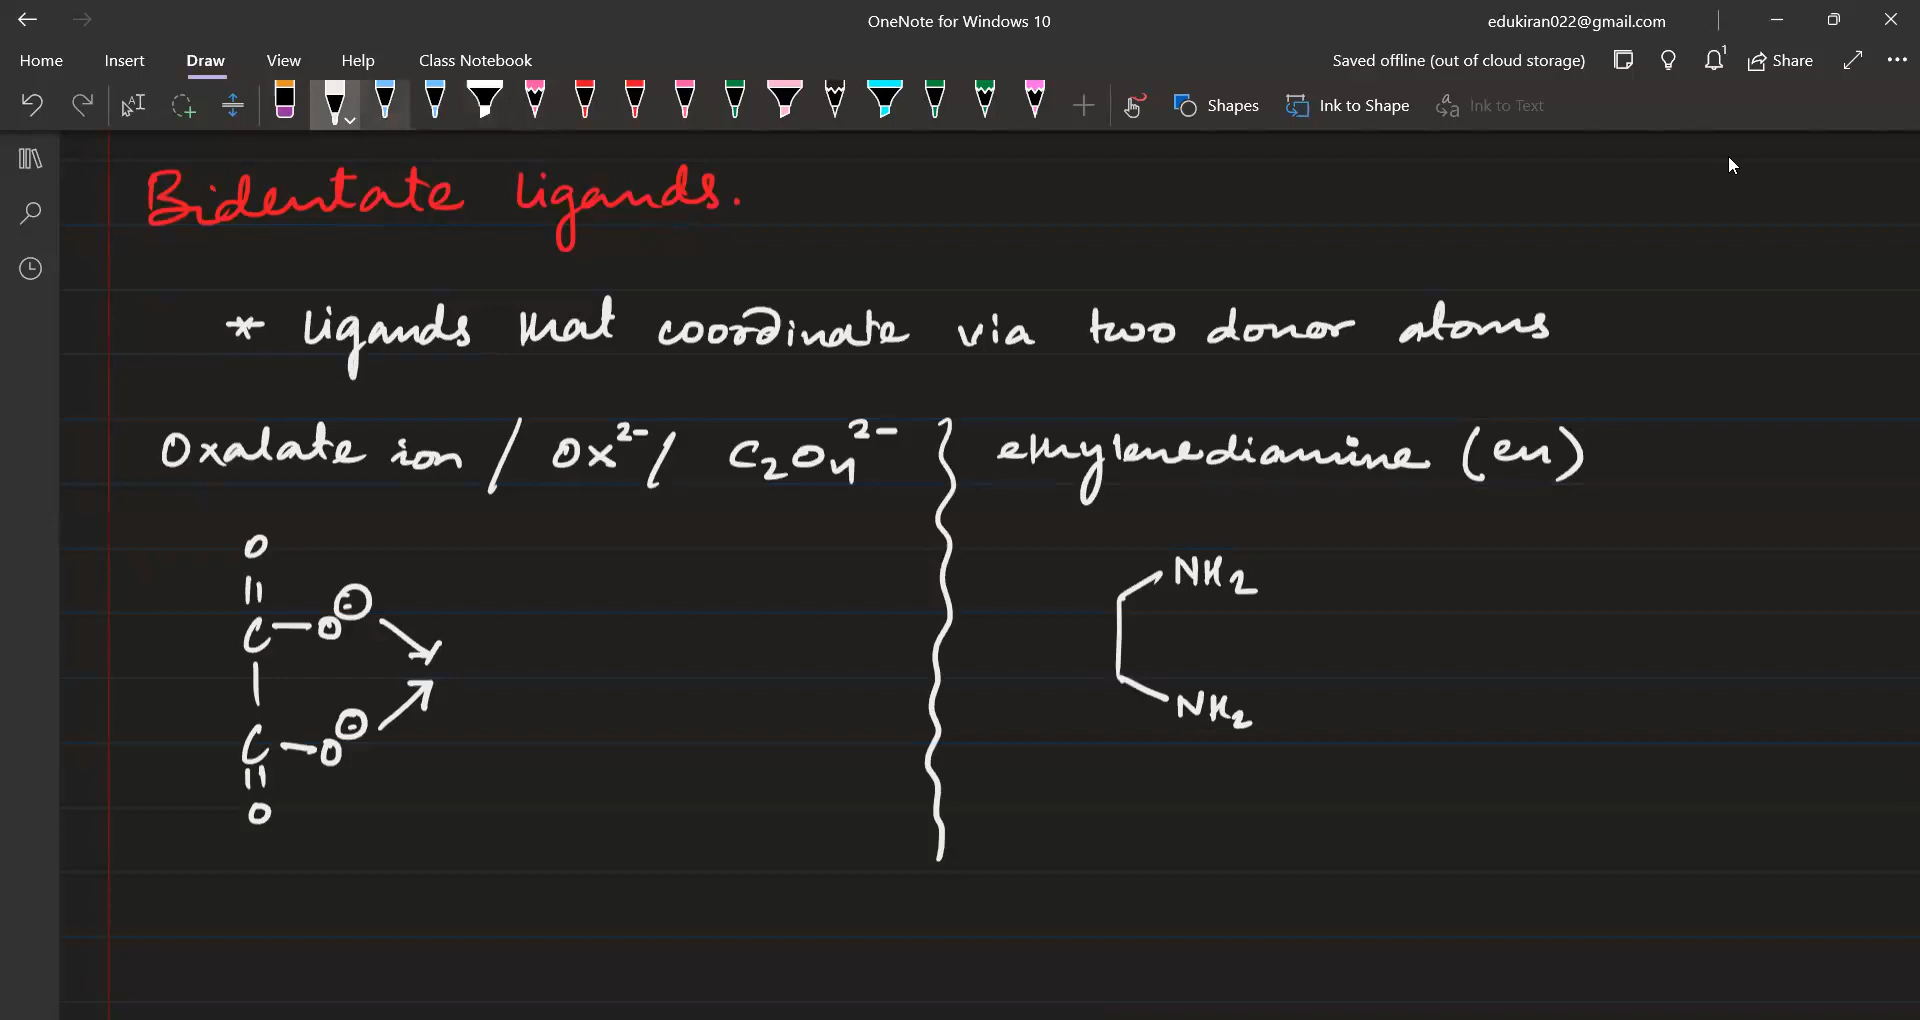 OneNote for Windows 10
edukiran022@gmail.com
Home Insert Draw View Help Class Notebook
Saved offline (out of cloud storage)
1
Share
Shapes
Ink to Shape
Ink to Text
Bidentate ligands.
* ligands that coordinate via two donor atoms
Oxalate ion / Ox²⁻/ C₂O₄²⁻
O
||
C—O⊖
|
C—O⊖
||
O
ethylenediamine (en)
NH₂
NH₂